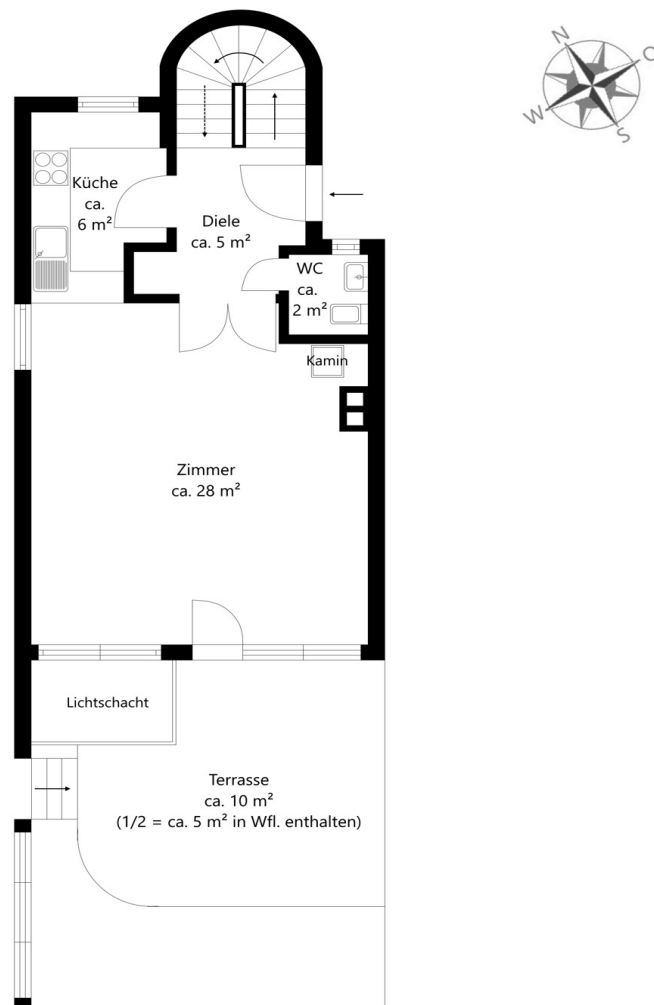 N
O
W
S
Küche
ca.
6 m²
Diele
ca. 5 m²
WC
ca.
2 m²
Kamin
Zimmer
ca. 28 m²
Lichtschacht
Terrasse
ca. 10 m²
(1/2 = ca. 5 m² in Wfl. enthalten)